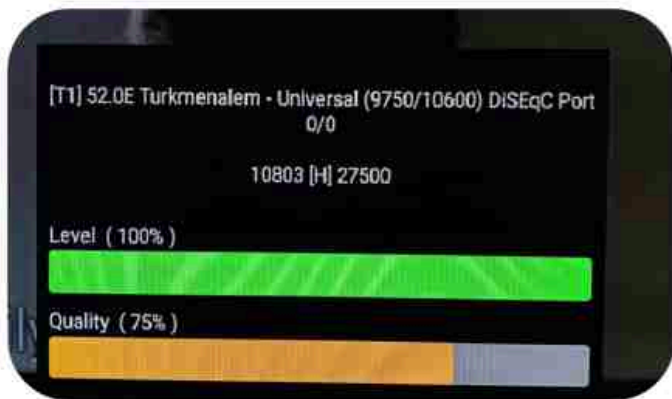 [T1] 52.0E Turkmenalem - Universal (9750/10600) DiSEqC Port
0/0
10803 [H] 27500
Level ( 100% )
Quality ( 75% )